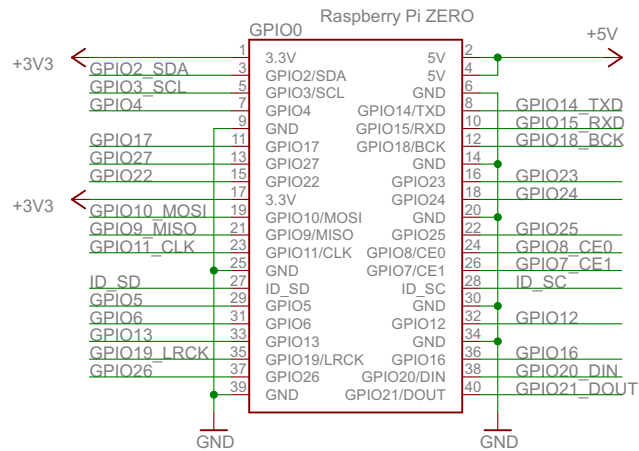 Raspberry Pi ZERO
GPIO0
+3V3 1 3.3V 5V 2 +5V
GPIO2_SDA 3 GPIO2/SDA 5V 4
GPIO3_SCL 5 GPIO3/SCL GND 6
GPIO4 7 GPIO4 GPIO14/TXD 8 GPIO14_TXD
9 GND GPIO15/RXD 10 GPIO15_RXD
GPIO17 11 GPIO17 GPIO18/BCK 12 GPIO18_BCK
GPIO27 13 GPIO27 GND 14
GPIO22 15 GPIO22 GPIO23 16 GPIO23
+3V3 17 3.3V GPIO24 18 GPIO24
GPIO10_MOSI 19 GPIO10/MOSI GND 20
GPIO9_MISO 21 GPIO9/MISO GPIO25 22 GPIO25
GPIO11_CLK 23 GPIO11/CLK GPIO8/CE0 24 GPIO8_CE0
25 GND GPIO7/CE1 26 GPIO7_CE1
ID_SD 27 ID_SD ID_SC 28 ID_SC
GPIO5 29 GPIO5 GND 30
GPIO6 31 GPIO6 GPIO12 32 GPIO12
GPIO13 33 GPIO13 GND 34
GPIO19_LRCK 35 GPIO19/LRCK GPIO16 36 GPIO16
GPIO26 37 GPIO26 GPIO20/DIN 38 GPIO20_DIN
39 GND GPIO21/DOUT 40 GPIO21_DOUT
GND GND